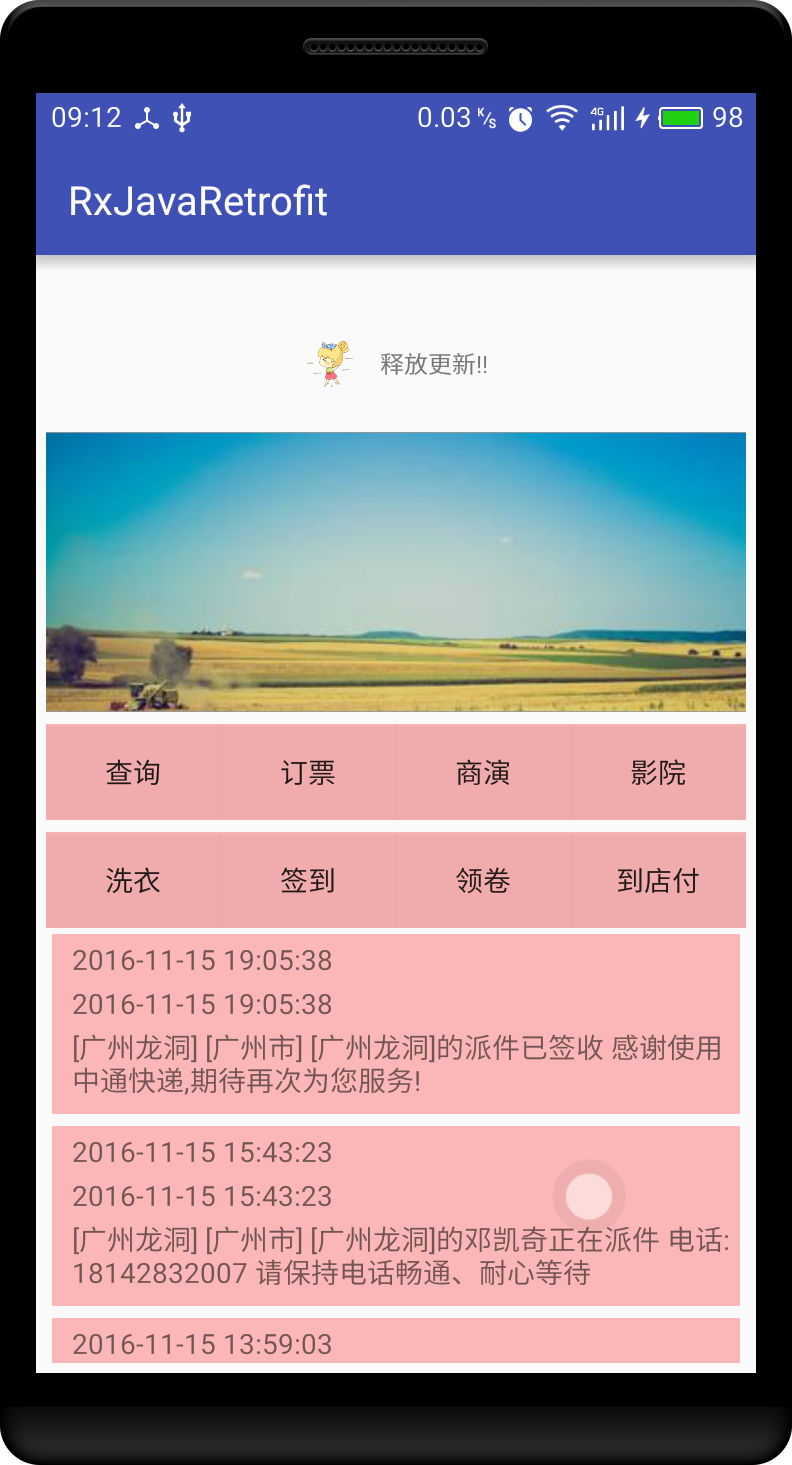 09:12 0.03 K/s 4G 98
RxJavaRetrofit
释放更新!!
查询 订票 商演 影院
洗衣 签到 领卷 到店付
2016-11-15 19:05:38
2016-11-15 19:05:38
[广州龙洞] [广州市] [广州龙洞]的派件已签收 感谢使用
中通快递,期待再次为您服务!
2016-11-15 15:43:23
2016-11-15 15:43:23
[广州龙洞] [广州市] [广州龙洞]的邓凯奇正在派件 电话:
18142832007 请保持电话畅通、耐心等待
2016-11-15 13:59:03